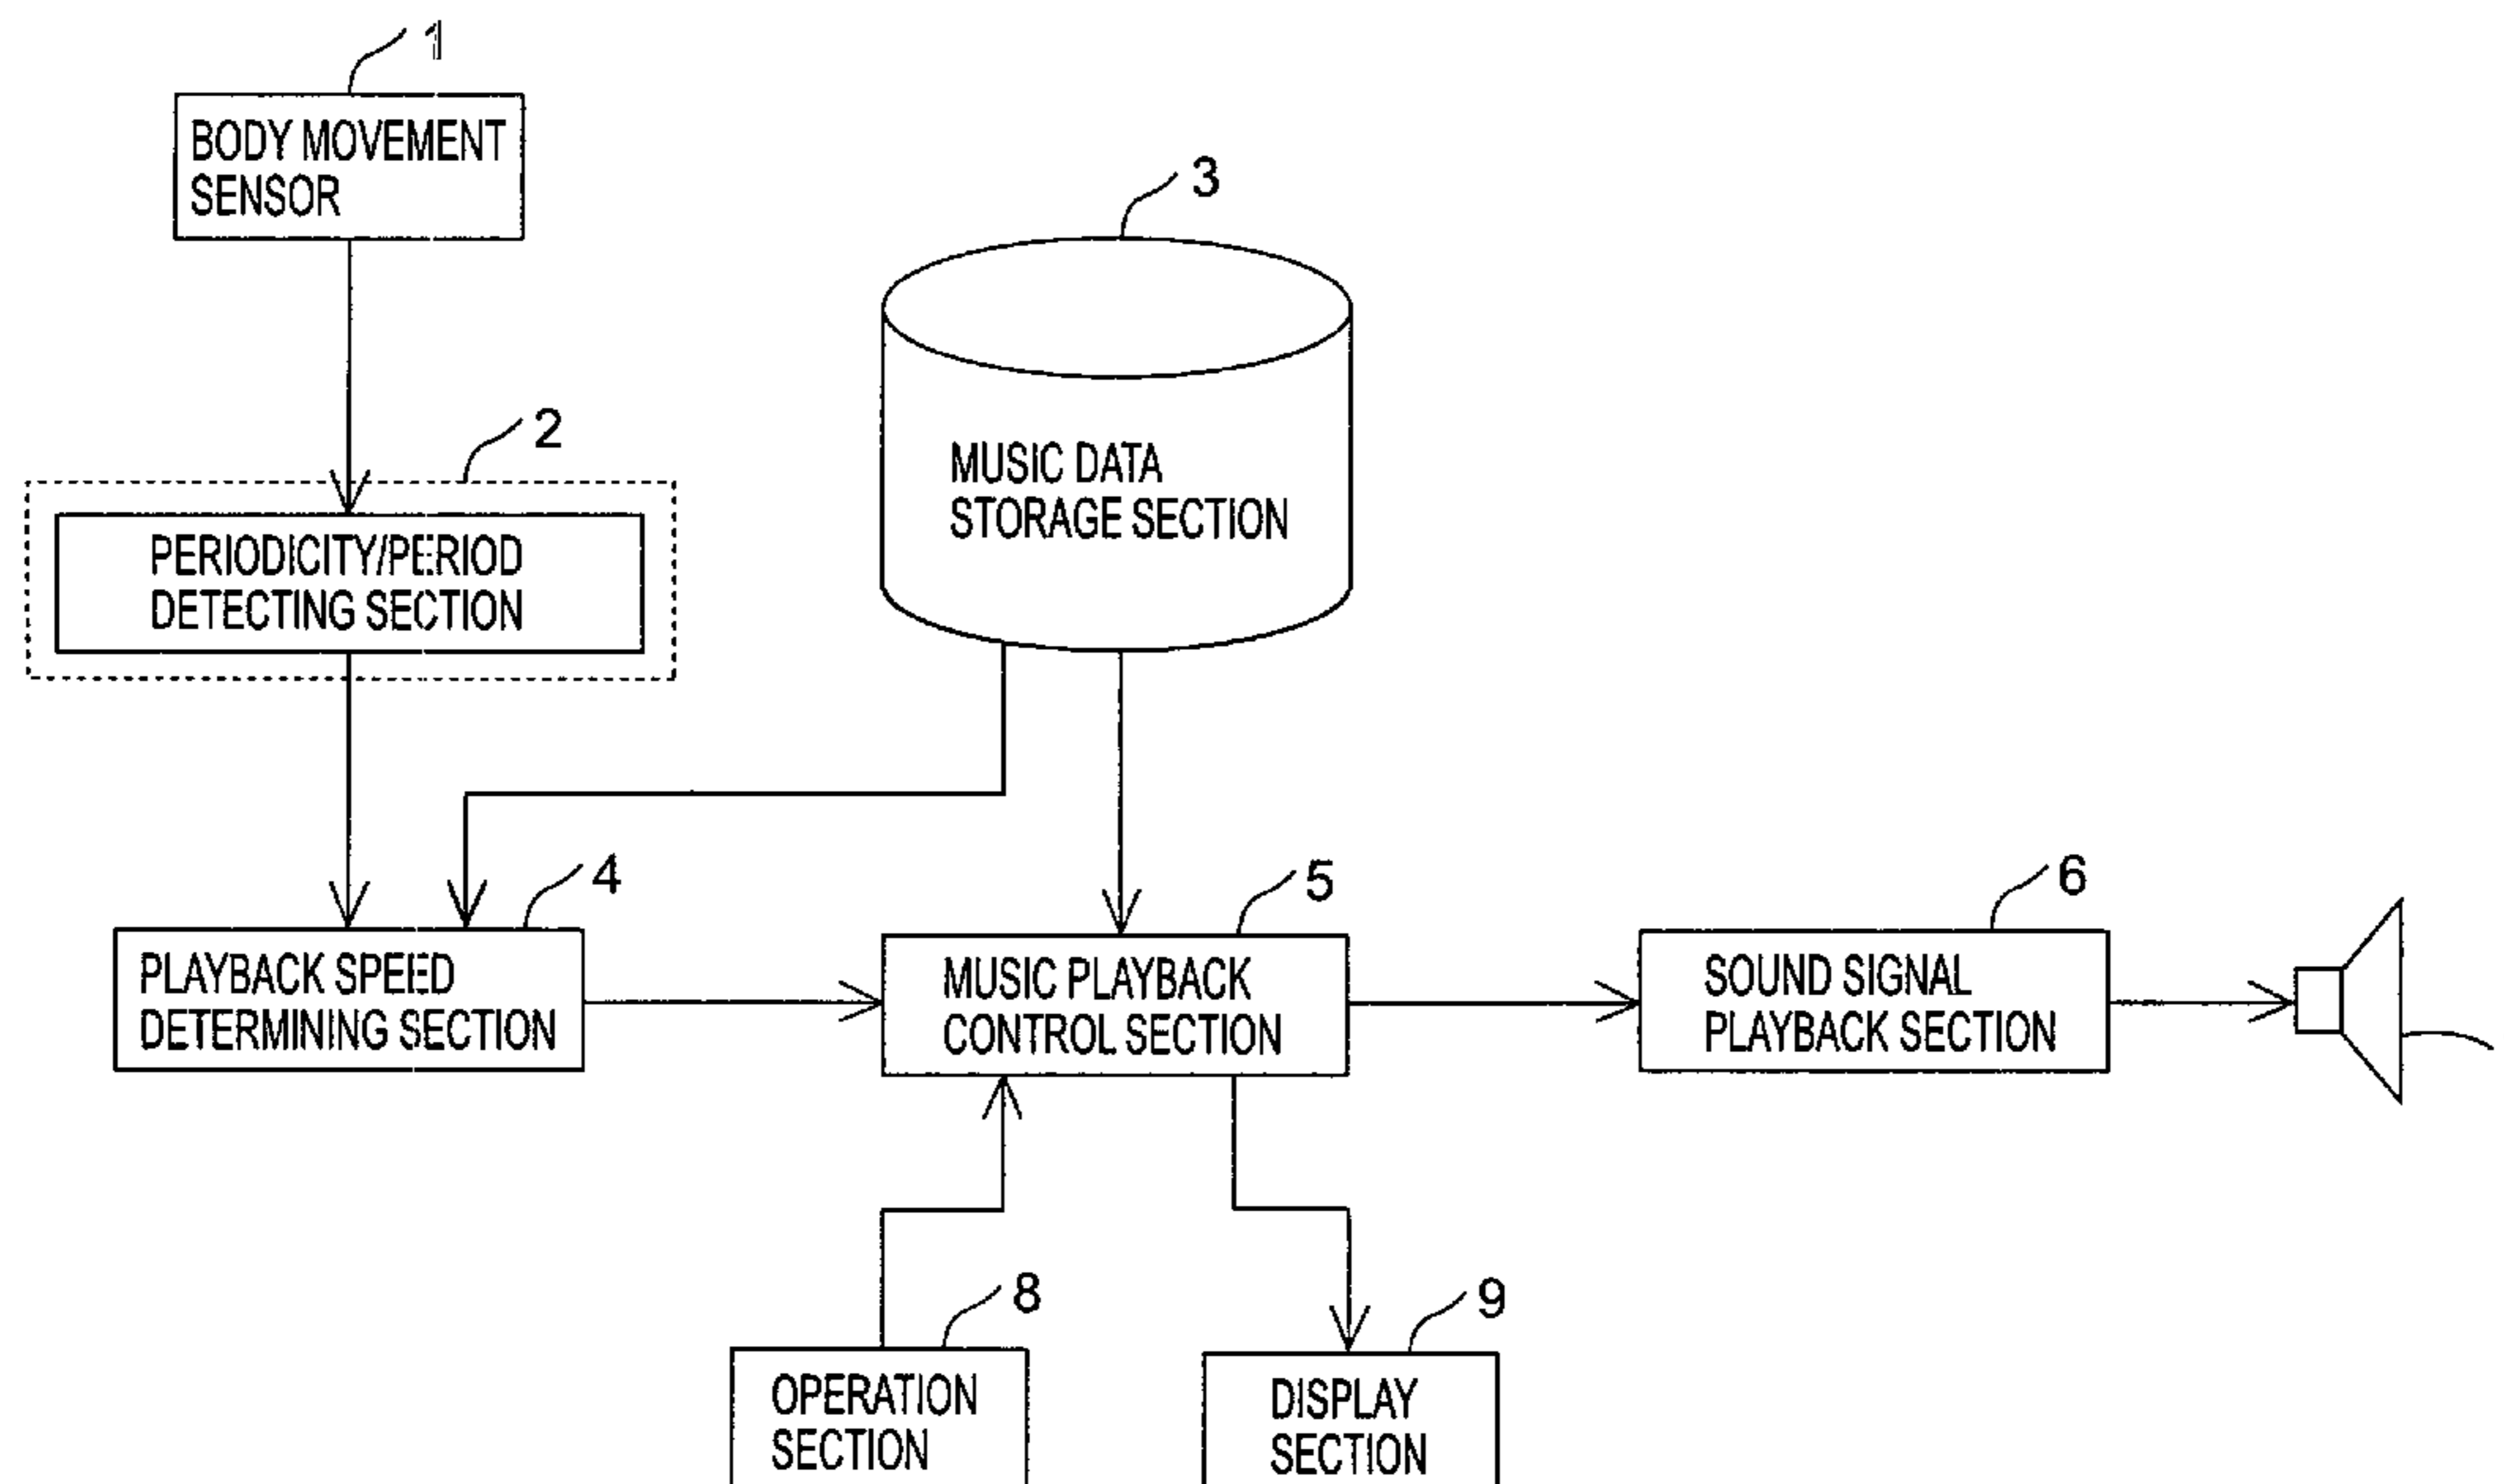 1
BODY MOVEMENT
SENSOR
3
2
MUSIC DATA
STORAGE SECTION
PERIODICITY/PERIOD
DETECTING SECTION
4
5
6
PLAYBACK SPEED
DETERMINING SECTION
MUSIC PLAYBACK
CONTROL SECTION
SOUND SIGNAL
PLAYBACK SECTION
8
9
OPERATION
SECTION
DISPLAY
SECTION